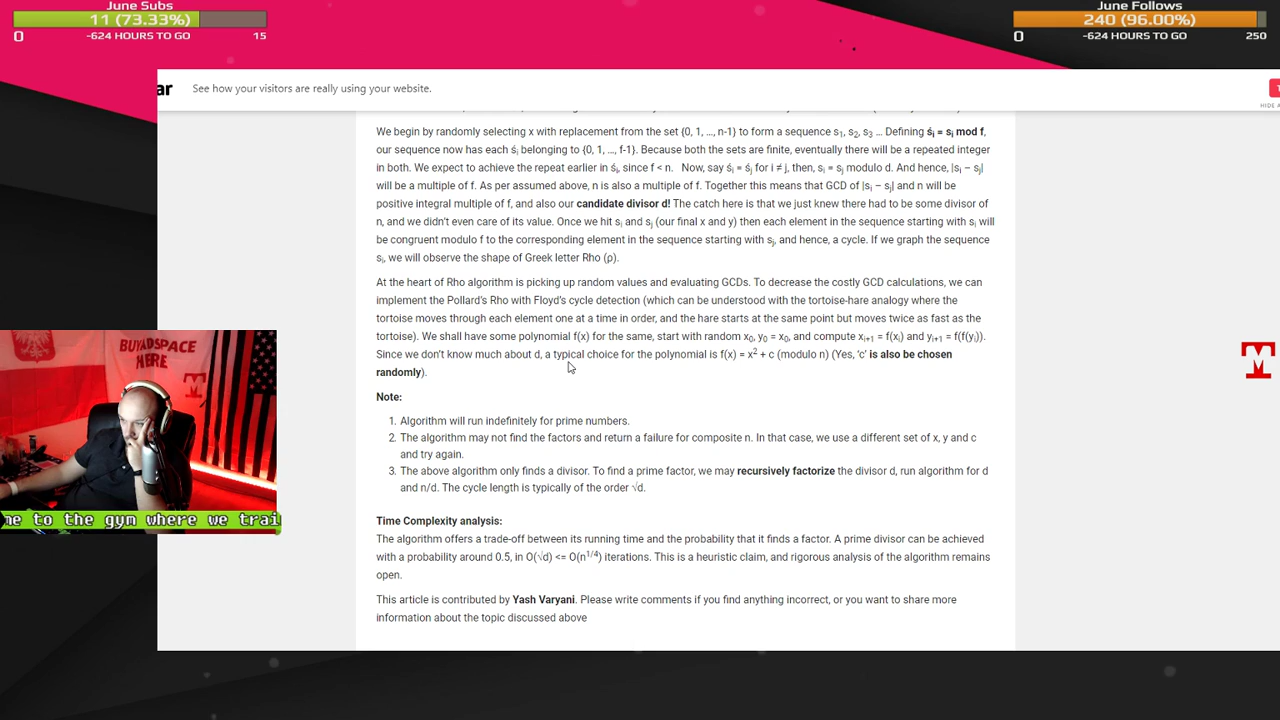 June Subs
11 (73.33%)
0 -624 HOURS TO GO 15
June Follows
240 (96.00%)
0 -624 HOURS TO GO 250
ar See how your visitors are really using your website.
HIDE A
We begin by randomly selecting x with replacement from the set {0, 1, …, n-1} to form a sequence s1, s2, s3 … Defining śi = si mod f,
our sequence now has each śi belonging to {0, 1, …, f-1}. Because both the sets are finite, eventually there will be a repeated integer
in both. We expect to achieve the repeat earlier in śi, since f < n. Now, say śi = śj for i ≠ j, then, si = sj modulo d. And hence, |si – sj|
will be a multiple of f. As per assumed above, n is also a multiple of f. Together this means that GCD of |si – sj| and n will be
positive integral multiple of f, and also our candidate divisor d! The catch here is that we just knew there had to be some divisor of
n, and we didn't even care of its value. Once we hit si and sj (our final x and y) then each element in the sequence starting with si will
be congruent modulo f to the corresponding element in the sequence starting with sj, and hence, a cycle. If we graph the sequence
si, we will observe the shape of Greek letter Rho (ρ).
At the heart of Rho algorithm is picking up random values and evaluating GCDs. To decrease the costly GCD calculations, we can
implement the Pollard's Rho with Floyd's cycle detection (which can be understood with the tortoise-hare analogy where the
tortoise moves through each element one at a time in order, and the hare starts at the same point but moves twice as fast as the
tortoise). We shall have some polynomial f(x) for the same, start with random x0, y0 = x0, and compute xi+1 = f(xi) and yi+1 = f(f(yi)).
Since we don't know much about d, a typical choice for the polynomial is f(x) = x² + c (modulo n) (Yes, 'c' is also be chosen
randomly).
Note:
1. Algorithm will run indefinitely for prime numbers.
2. The algorithm may not find the factors and return a failure for composite n. In that case, we use a different set of x, y and c
and try again.
3. The above algorithm only finds a divisor. To find a prime factor, we may recursively factorize the divisor d, run algorithm for d
and n/d. The cycle length is typically of the order √d.
Time Complexity analysis:
The algorithm offers a trade-off between its running time and the probability that it finds a factor. A prime divisor can be achieved
with a probability around 0.5, in O(√d) <= O(n1/4) iterations. This is a heuristic claim, and rigorous analysis of the algorithm remains
open.
This article is contributed by Yash Varyani. Please write comments if you find anything incorrect, or you want to share more
information about the topic discussed above
BUY ADSPACE
HERE
me to the gym where we trai